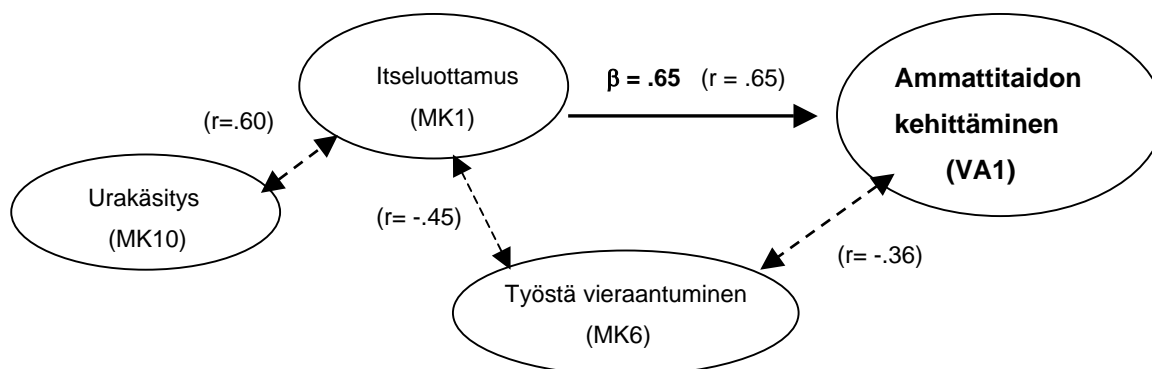 Itseluottamus
(MK1)
β = .65 (r = .65)
Ammattitaidon
kehittäminen
(VA1)
(r=.60)
Urakäsitys
(MK10)
(r= -.45)
(r= -.36)
Työstä vieraantuminen
(MK6)